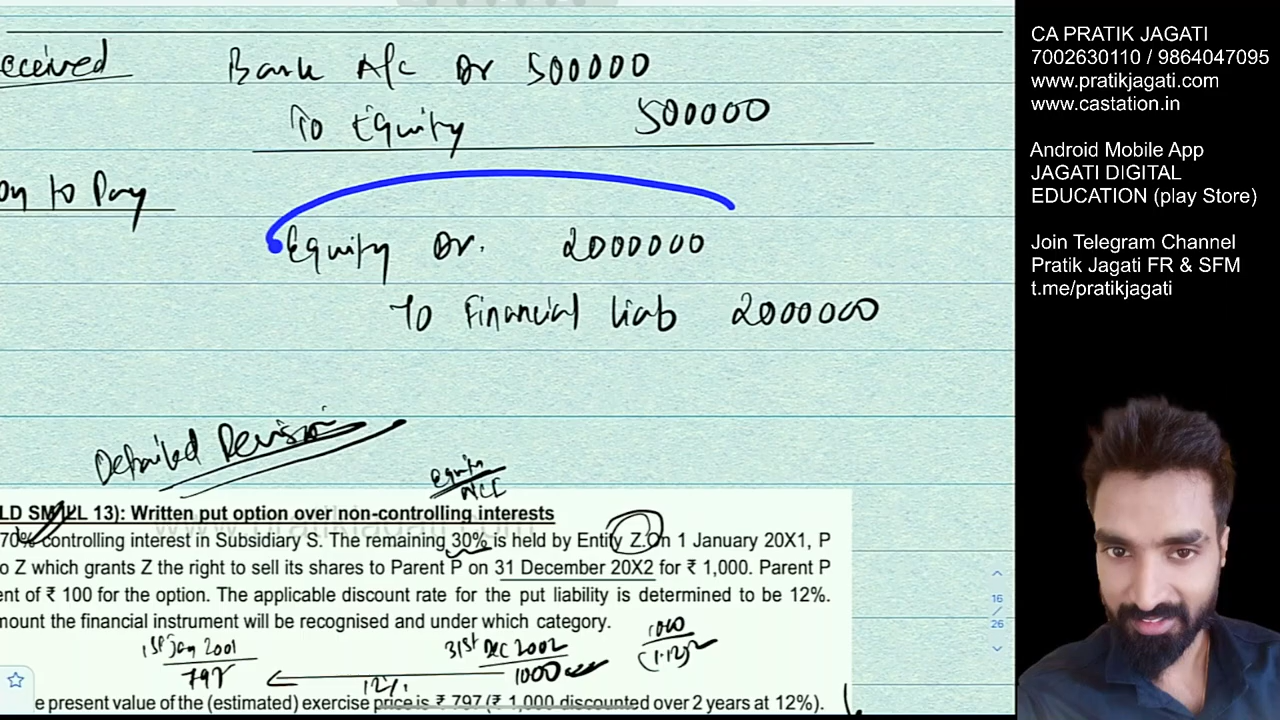 eceived
Bank A/c Dr 500000
To Equity 500000
on to Pay
Equity Dr. 2000000
To Financial Liab 2000000
Detailed Revision
Equity
NCI
LD SM ILL 13): Written put option over non-controlling interests
70% controlling interest in Subsidiary S. The remaining 30% is held by Entity Z. On 1 January 20X1, P
o Z which grants Z the right to sell its shares to Parent P on 31 December 20X2 for ₹ 1,000. Parent P
ent of ₹ 100 for the option. The applicable discount rate for the put liability is determined to be 12%.
mount the financial instrument will be recognised and under which category.
1st Jan 2001
797
12%
31st Dec 2002
1000
1000
(1.12)2
e present value of the (estimated) exercise price is ₹ 797 (₹ 1,000 discounted over 2 years at 12%).
16
26
CA PRATIK JAGATI
7002630110 / 9864047095
www.pratikjagati.com
www.castation.in
Android Mobile App
JAGATI DIGITAL
EDUCATION (play Store)
Join Telegram Channel
Pratik Jagati FR & SFM
t.me/pratikjagati